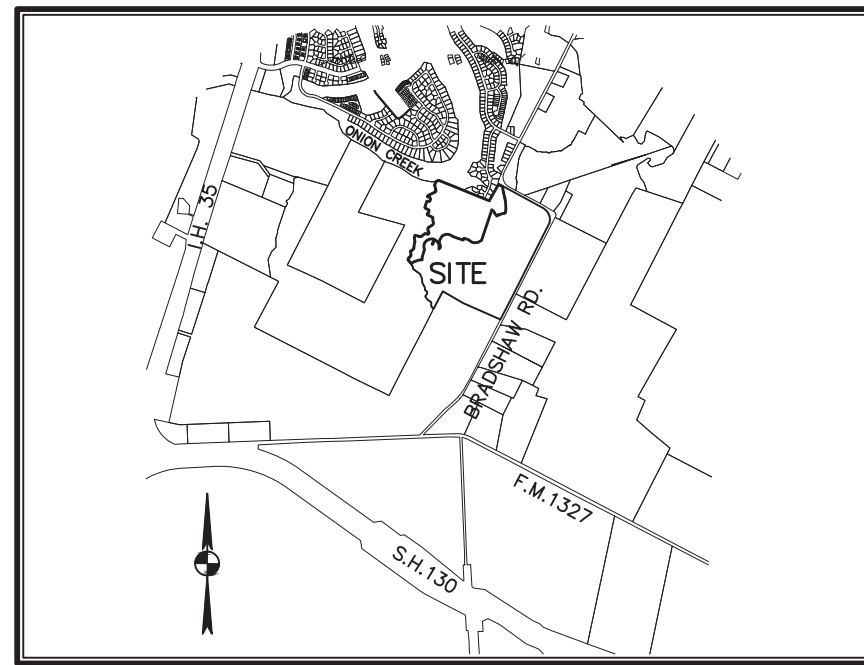 ONION CREEK
I.H. 35
SITE
BRADSHAW RD.
F.M.1327
S.H.130